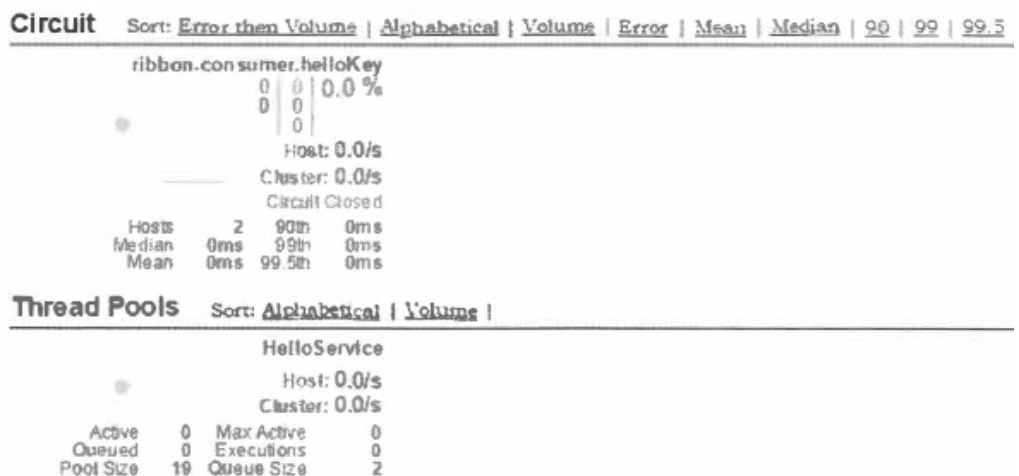 Circuit Sort: Error then Volume | Alphabetical | Volume | Error | Mean | Median | 90 | 99 | 99.5
ribbon-consumer.helloKey
0 0 0.0 %
0 0
0
Host: 0.0/s
Cluster: 0.0/s
Circuit Closed
Hosts 2 90th 0ms
Median 0ms 99th 0ms
Mean 0ms 99.5th 0ms
Thread Pools Sort: Alphabetical | Volume |
HelloService
Host: 0.0/s
Cluster: 0.0/s
Active 0 Max Active 0
Queued 0 Executions 0
Pool Size 19 Queue Size 2